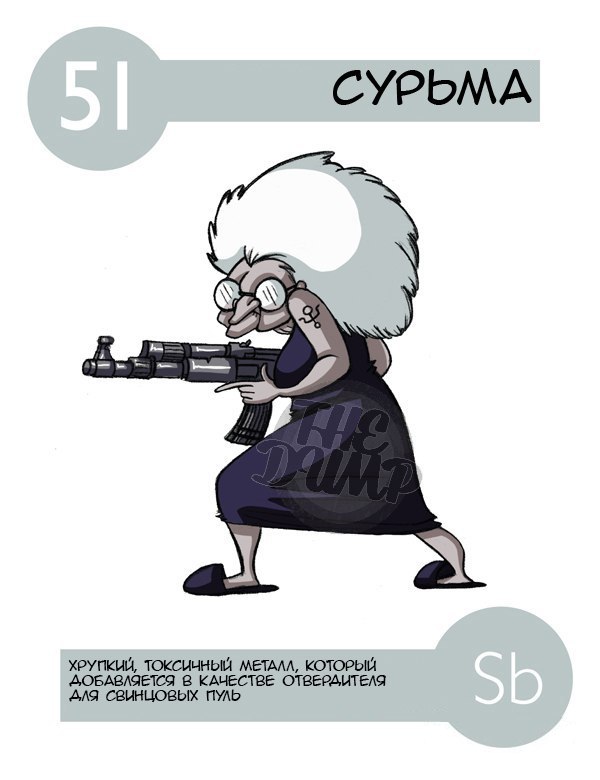 51
СУРЬМА
THE
DUMP
ХРУПКИЙ, ТОКСИЧНЫЙ МЕТАЛЛ, КОТОРЫЙ
ДОБАВЛЯЕТСЯ В КАЧЕСТВЕ ОТВЕРДИТЕЛЯ
ДЛЯ СВИНЦОВЫХ ПУЛЬ
Sb